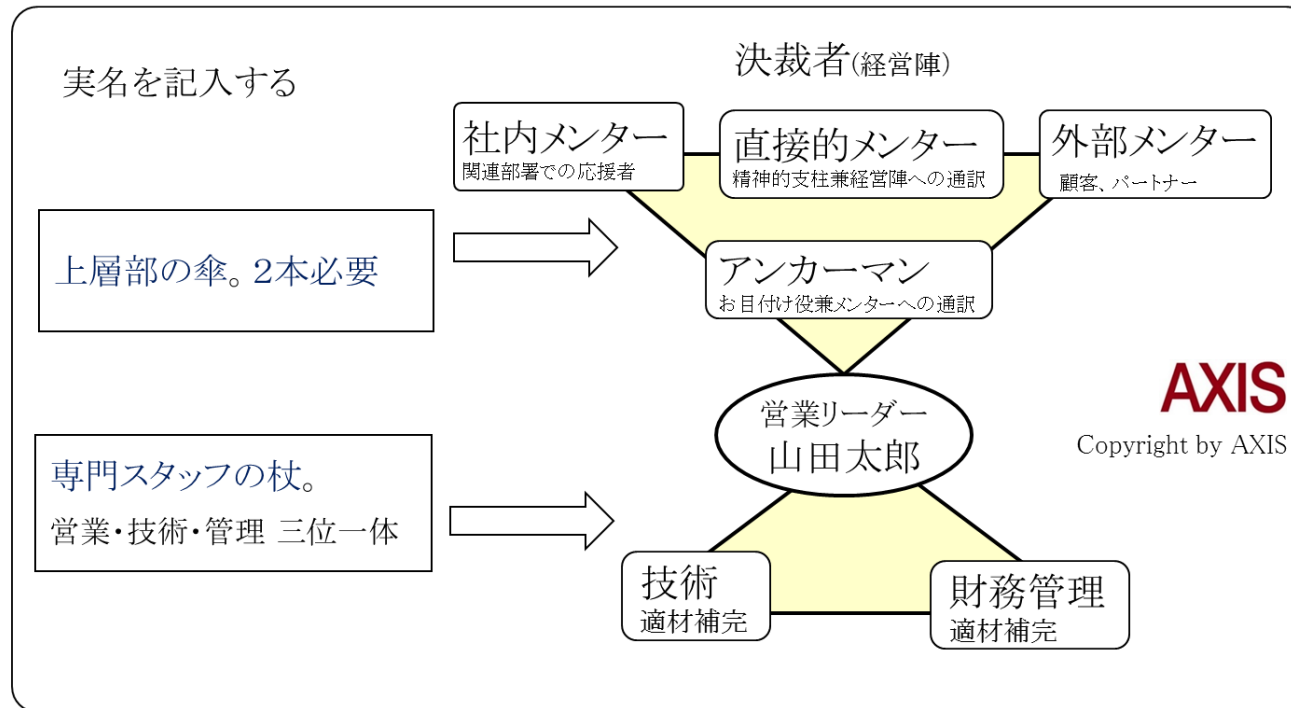 実名を記入する
決裁者(経営陣)
社内メンター
関連部署での応援者
直接的メンター
精神的支柱兼経営陣への通訳
外部メンター
顧客、パートナー
上層部の傘。2本必要
アンカーマン
お目付け役兼メンターへの通訳
営業リーダー
山田太郎
AXIS
Copyright by AXIS
専門スタッフの杖。
営業・技術・管理 三位一体
技術
適材補完
財務管理
適材補完